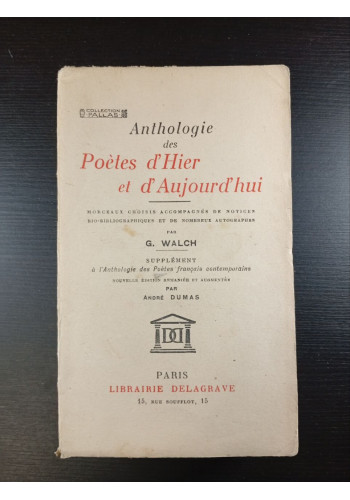 COLLECTION
PALLAS
Anthologie
des
Poètes d'Hier
et d'Aujourd'hui
MORCEAUX CHOISIS ACCOMPAGNÉS DE NOTICES
BIO-BIBLIOGRAPHIQUES ET DE NOMBREUX AUTOGRAPHES
PAR
G. WALCH
SUPPLÉMENT
à l'Anthologie des Poètes français contemporains
NOUVELLE ÉDITION REMANIÉE ET AUGMENTÉE
PAR
ANDRÉ DUMAS
PARIS
LIBRAIRIE DELAGRAVE
15, RUE SOUFFLOT, 15